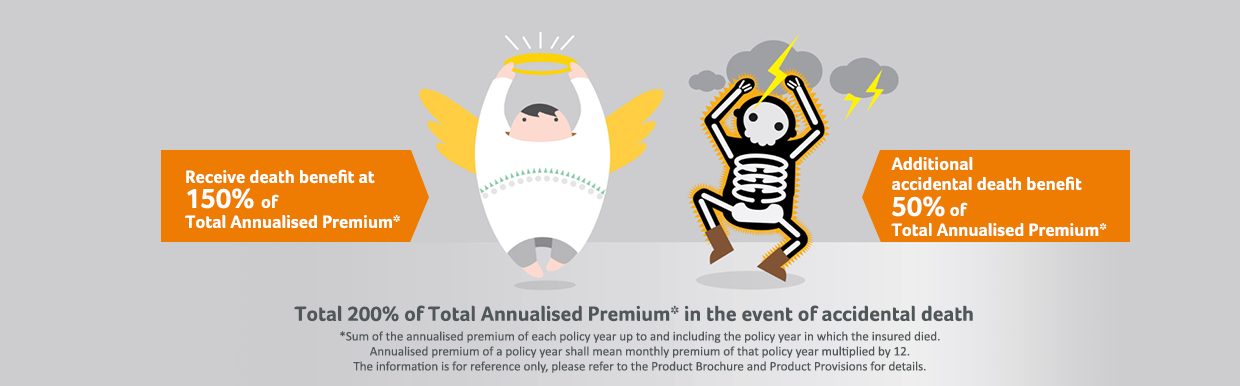 Receive death benefit at
150% of
Total Annualised Premium*
Additional
accidental death benefit
50% of
Total Annualised Premium*
Total 200% of Total Annualised Premium* in the event of accidental death
*Sum of the annualised premium of each policy year up to and including the policy year in which the insured died.
Annualised premium of a policy year shall mean monthly premium of that policy year multiplied by 12.
The information is for reference only, please refer to the Product Brochure and Product Provisions for details.